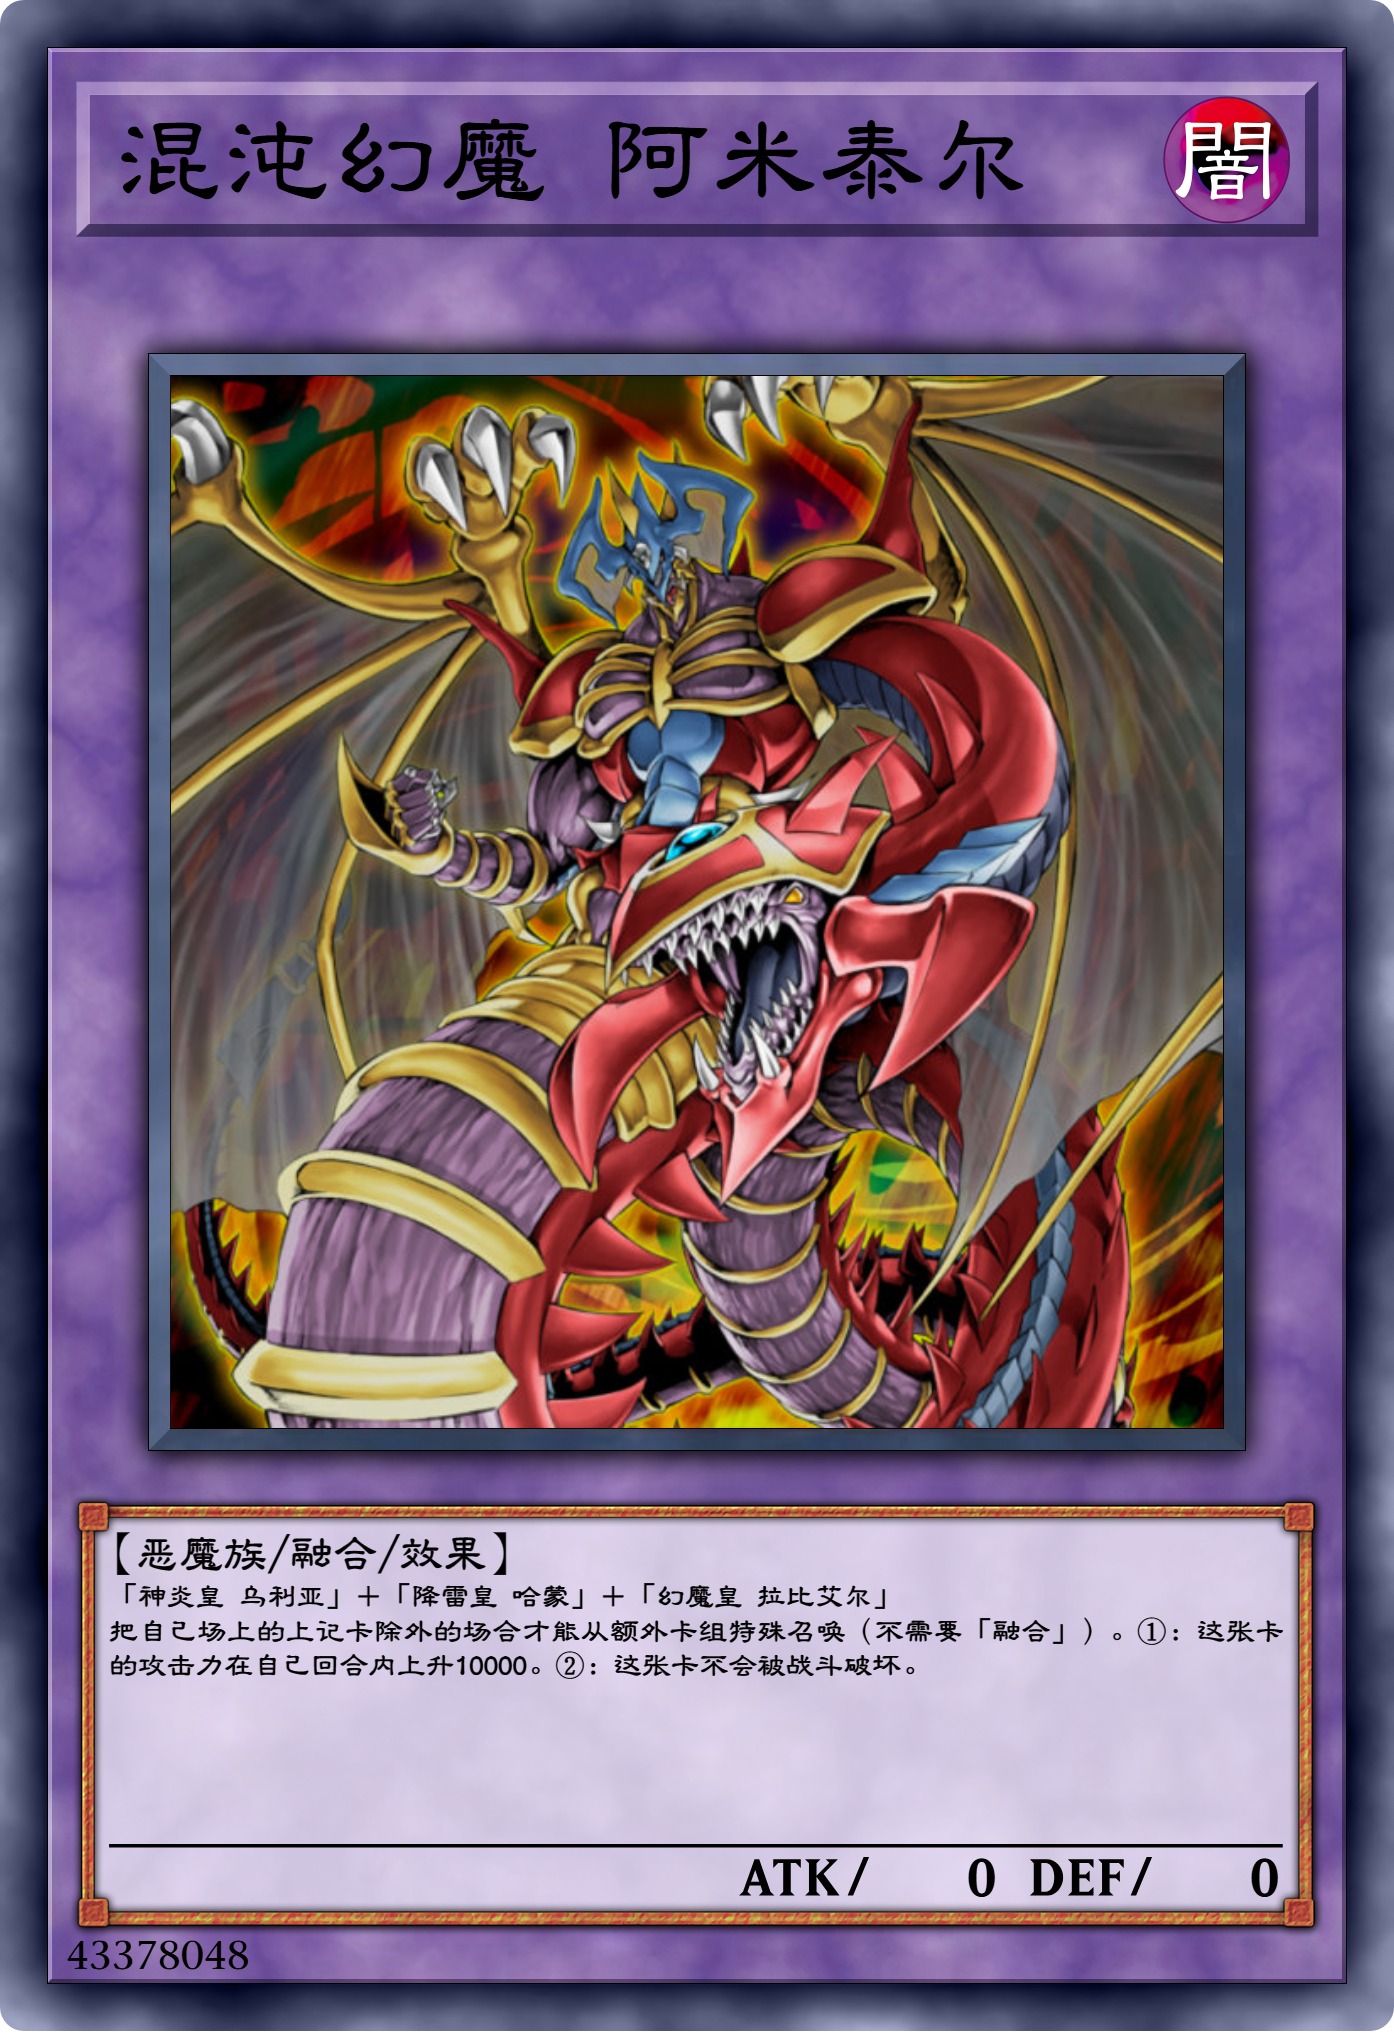 混沌幻魔 阿米泰尔
闇
【恶魔族/融合/效果】
「神炎皇 乌利亚」＋「降雷皇 哈蒙」＋「幻魔皇 拉比艾尔」
把自己场上的上记卡除外的场合才能从额外卡组特殊召唤（不需要「融合」）。①：这张卡
的攻击力在自己回合内上升10000。②：这张卡不会被战斗破坏。
ATK/ 0 DEF/ 0
43378048